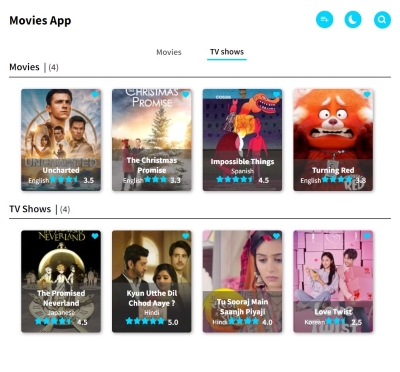 Movies App
Movies
TV shows
Movies | (4)
UNCHARTED
Uncharted
English 3.5
CHRISTMAS
PROMISE
The Christmas
Promise
English 3.3
Impossible Things
Spanish
4.5
Turning Red
English 3.8
TV Shows | (4)
NEVERLAND
The Promised
Neverland
Japanese
4.5
Kyun Utthe Dil
Chhod Aaye ?
Hindi
5.0
Tu Sooraj Main
Saanjh Piyaji
Hindi 4.0
Love Twist
Korean 2.5